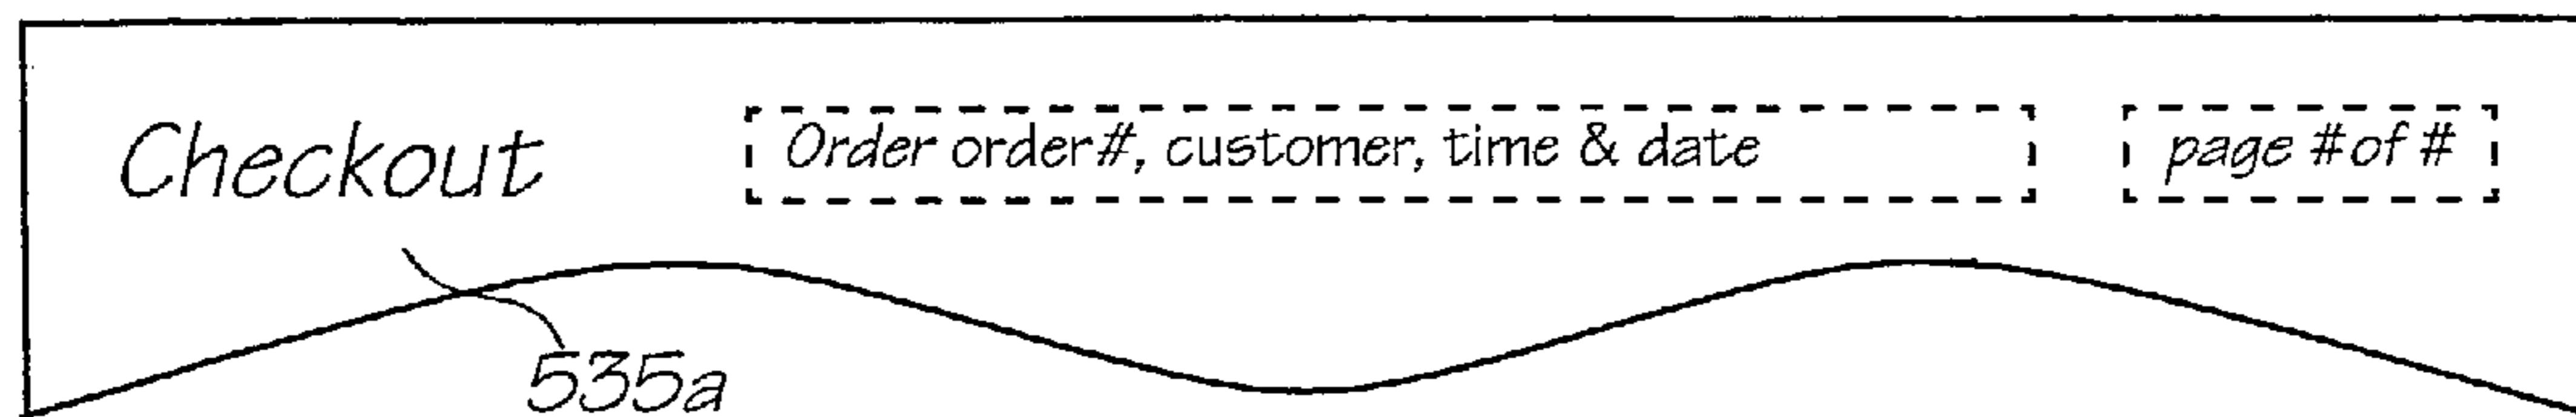 Checkout Order order#, customer, time & date page # of #
535a